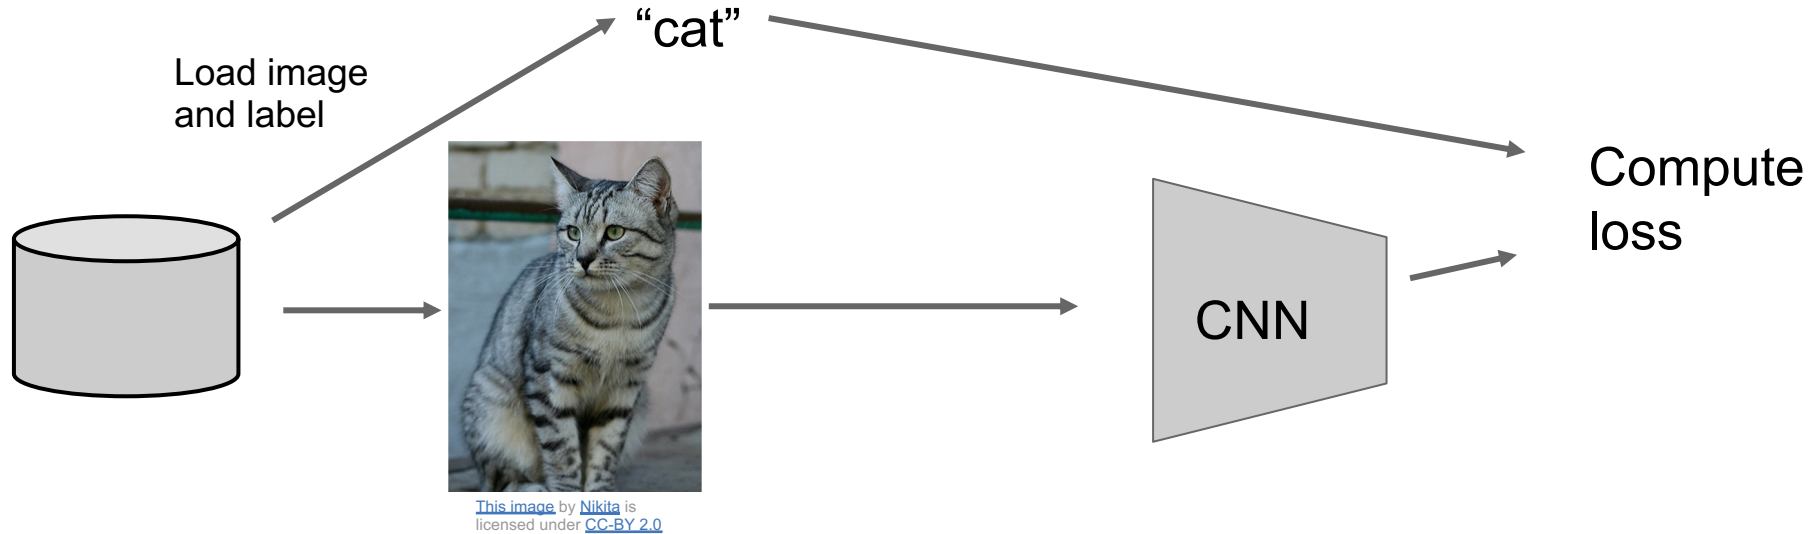 “cat”
Load image
and label
Compute
loss
CNN
This image by Nikita is
licensed under CC-BY 2.0